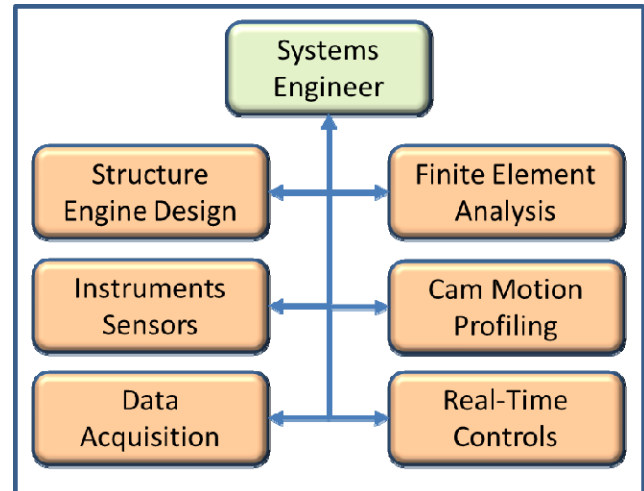 Systems
Engineer
Structure
Engine Design
Finite Element
Analysis
Instruments
Sensors
Cam Motion
Profiling
Data
Acquisition
Real-Time
Controls